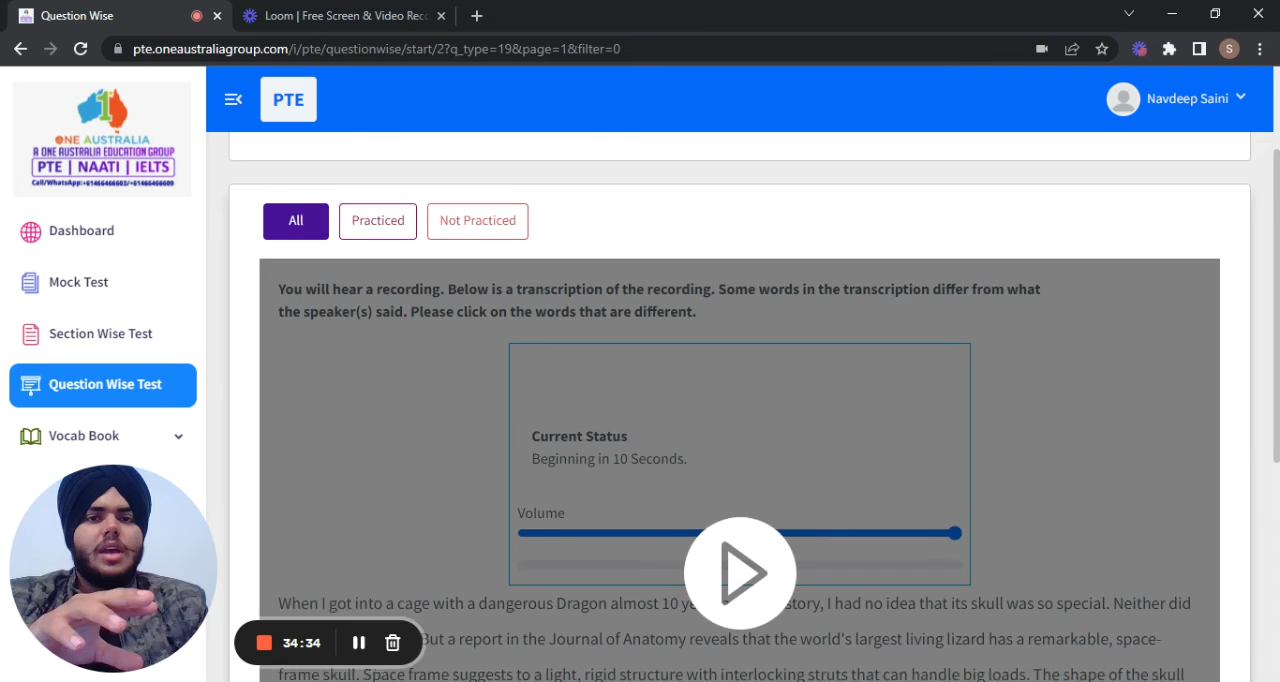 Question Wise
Loom | Free Screen & Video Rec
pte.oneaustraliagroup.com/i/pte/questionwise/start/2?q_type=19&page=1&filter=0
S
1
ONE AUSTRALIA
A ONE AUSTRALIA EDUCATION GROUP
PTE | NAATI | IELTS
Call/WhatsApp:+61466466603/+61466466609
PTE
Navdeep Saini
Dashboard
Mock Test
Section Wise Test
Question Wise Test
Vocab Book
All
Practiced
Not Practiced
You will hear a recording. Below is a transcription of the recording. Some words in the transcription differ from what
the speaker(s) said. Please click on the words that are different.
Current Status
Beginning in 10 Seconds.
Volume
When I got into a cage with a dangerous Dragon almost 10 story, I had no idea that its skull was so special. Neither did
But a report in the Journal of Anatomy reveals that the world's largest living lizard has a remarkable, space-
frame skull. Space frame suggests to a light, rigid structure with interlocking struts that can handle big loads. The shape of the skull
34:34